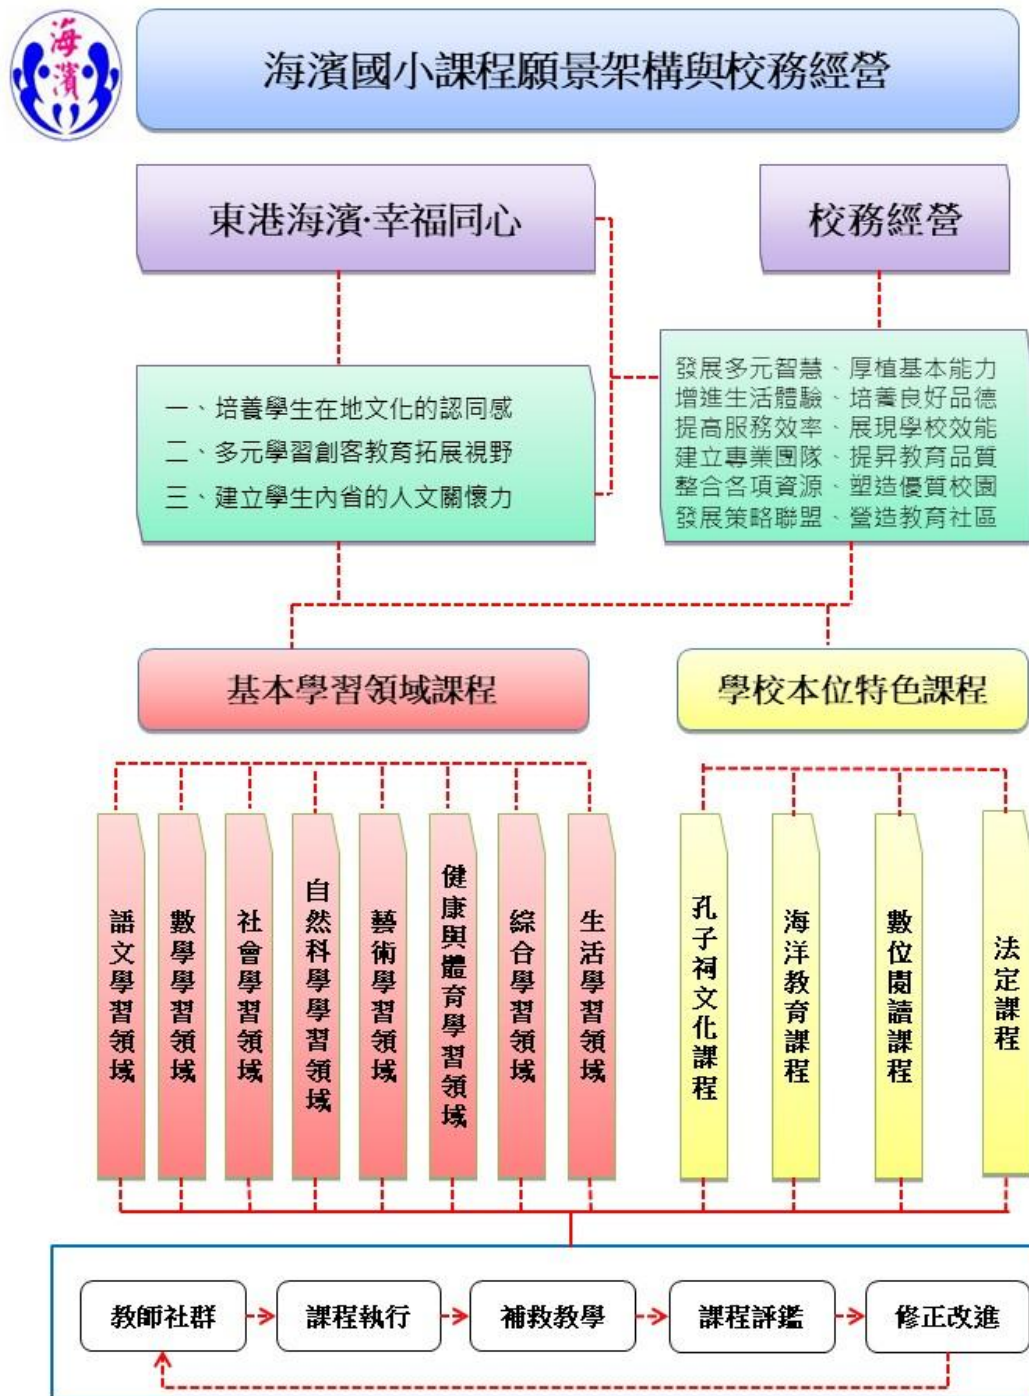 海濱
海濱國小課程願景架構與校務經營
東港海濱·幸福同心
校務經營
一、培養學生在地文化的認同感
二、多元學習創客教育拓展視野
三、建立學生內省的人文關懷力
發展多元智慧、厚植基本能力
增進生活體驗、培養良好品德
提高服務效率、展現學校效能
建立專業團隊、提昇教育品質
整合各項資源、塑造優質校園
發展策略聯盟、營造教育社區
基本學習領域課程
學校本位特色課程
語文學習領域
數學學習領域
社會學習領域
自然科學學習領域
藝術學習領域
健康與體育學習領域
綜合學習領域
生活學習領域
孔子祠文化課程
海洋教育課程
數位閱讀課程
法定課程
教師社群
課程執行
補救教學
課程評鑑
修正改進